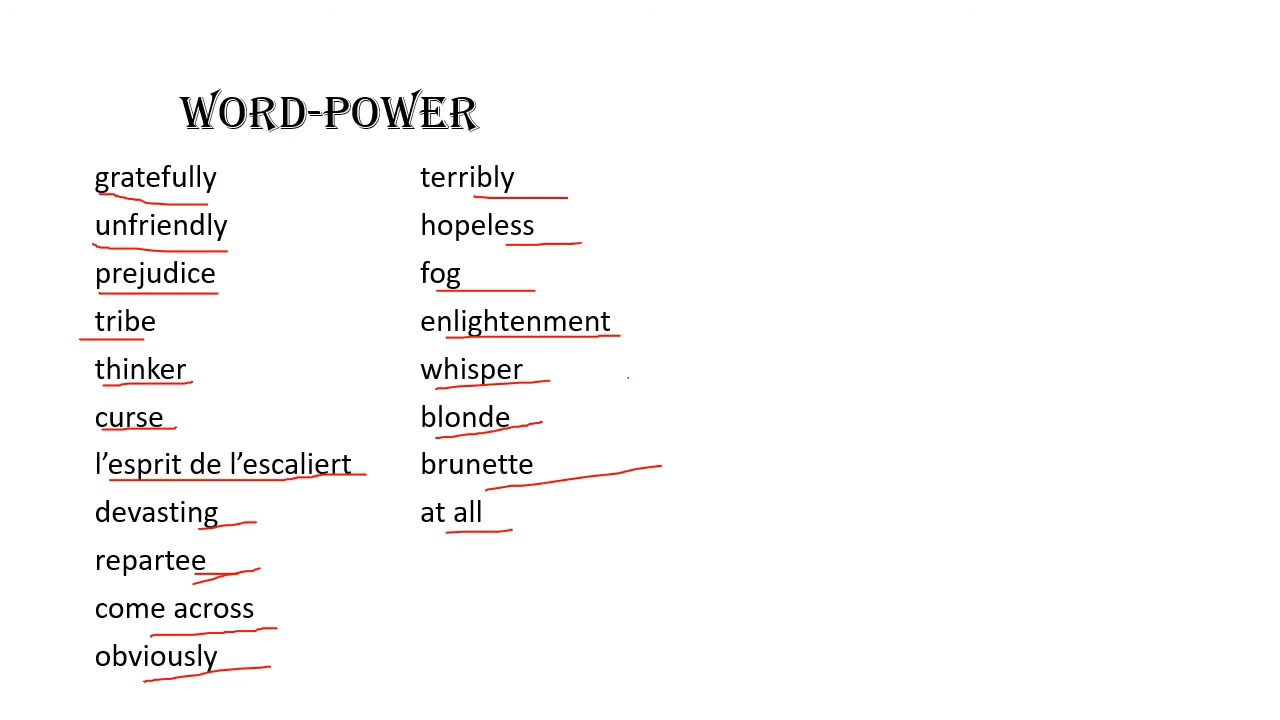 WORD-POWER
gratefully
unfriendly
prejudice
tribe
thinker
curse
l’esprit de l’escaliert
devasting
repartee
come across
obviously
terribly
hopeless
fog
enlightenment
whisper
blonde
brunette
at all